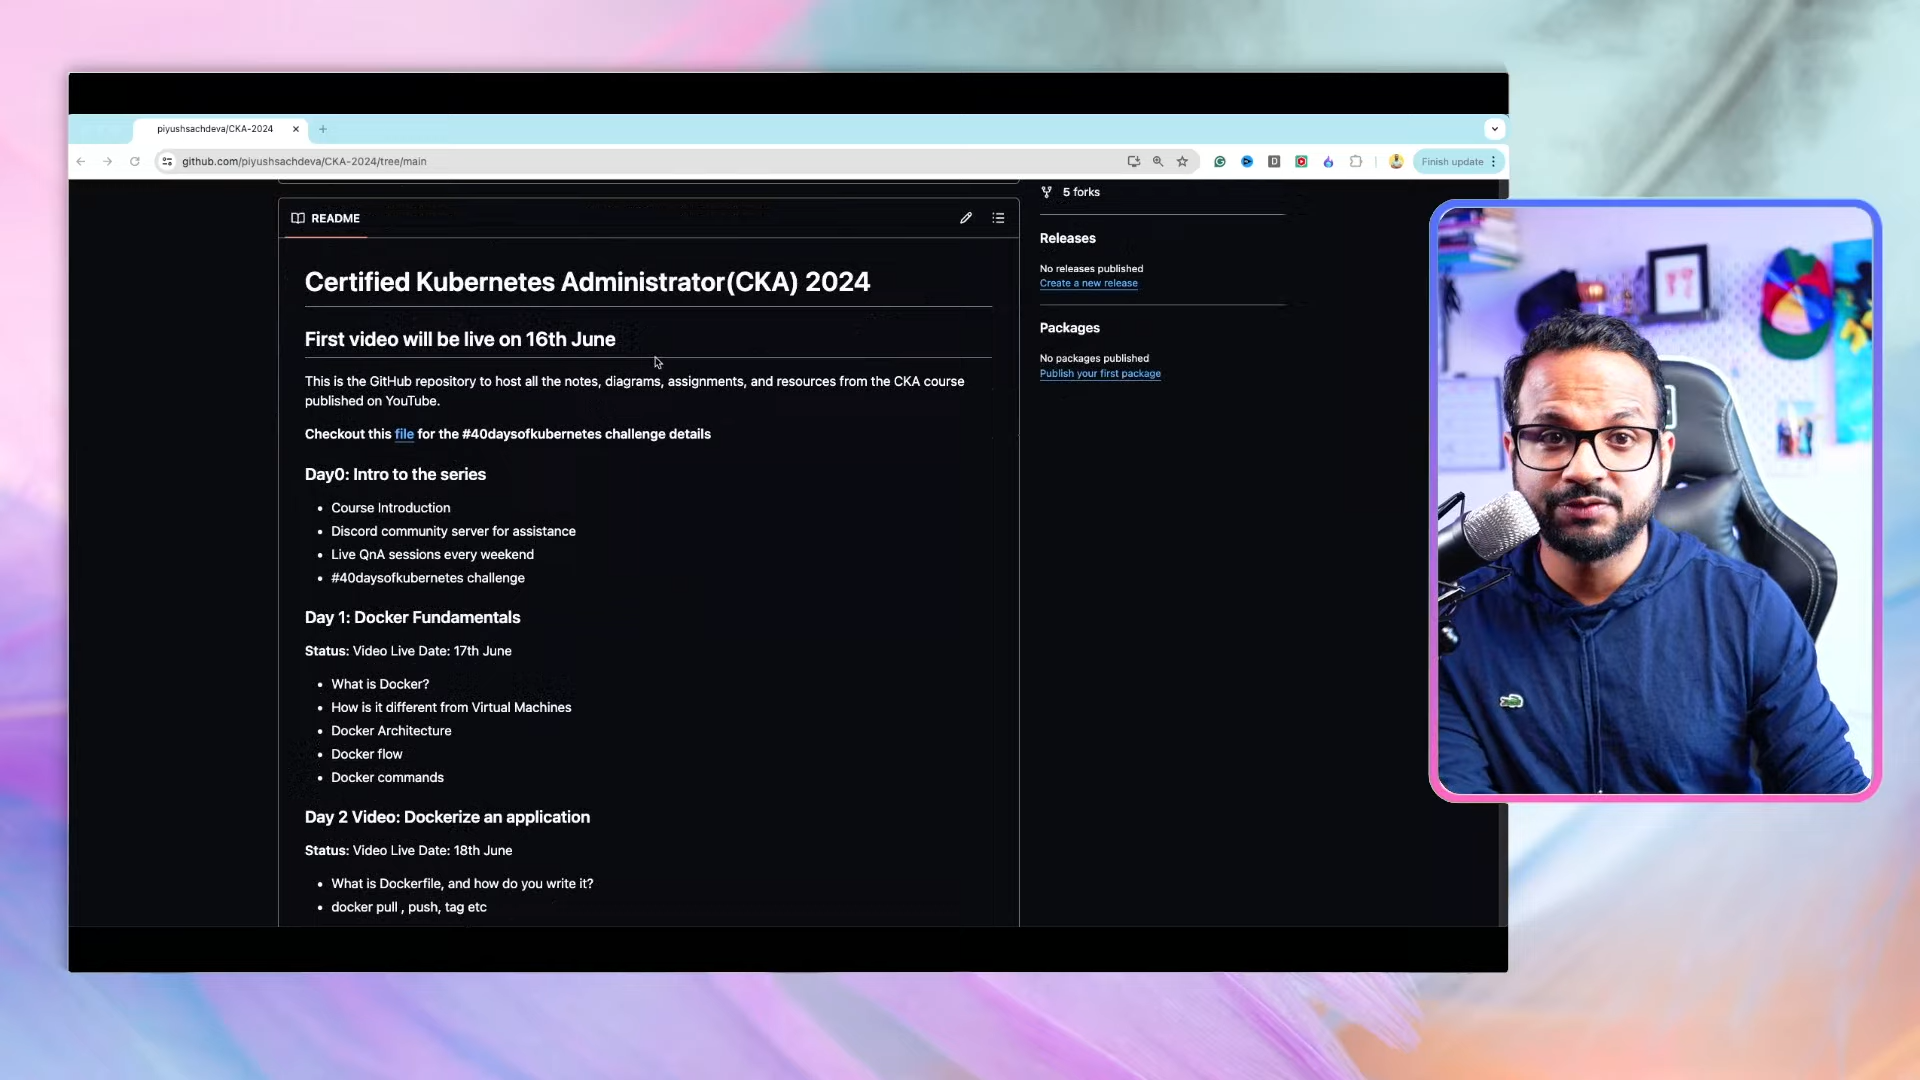 piyushsachdeva/CKA-2024
github.com/piyushsachdeva/CKA-2024/tree/main
Finish update
README
Certified Kubernetes Administrator(CKA) 2024
First video will be live on 16th June
This is the GitHub repository to host all the notes, diagrams, assignments, and resources from the CKA course
published on YouTube.
Checkout this file for the #40daysofkubernetes challenge details
Day0: Intro to the series
Course Introduction
Discord community server for assistance
Live QnA sessions every weekend
#40daysofkubernetes challenge
Day 1: Docker Fundamentals
Status: Video Live Date: 17th June
What is Docker?
How is it different from Virtual Machines
Docker Architecture
Docker flow
Docker commands
Day 2 Video: Dockerize an application
Status: Video Live Date: 18th June
What is Dockerfile, and how do you write it?
docker pull , push, tag etc
5 forks
Releases
No releases published
Create a new release
Packages
No packages published
Publish your first package